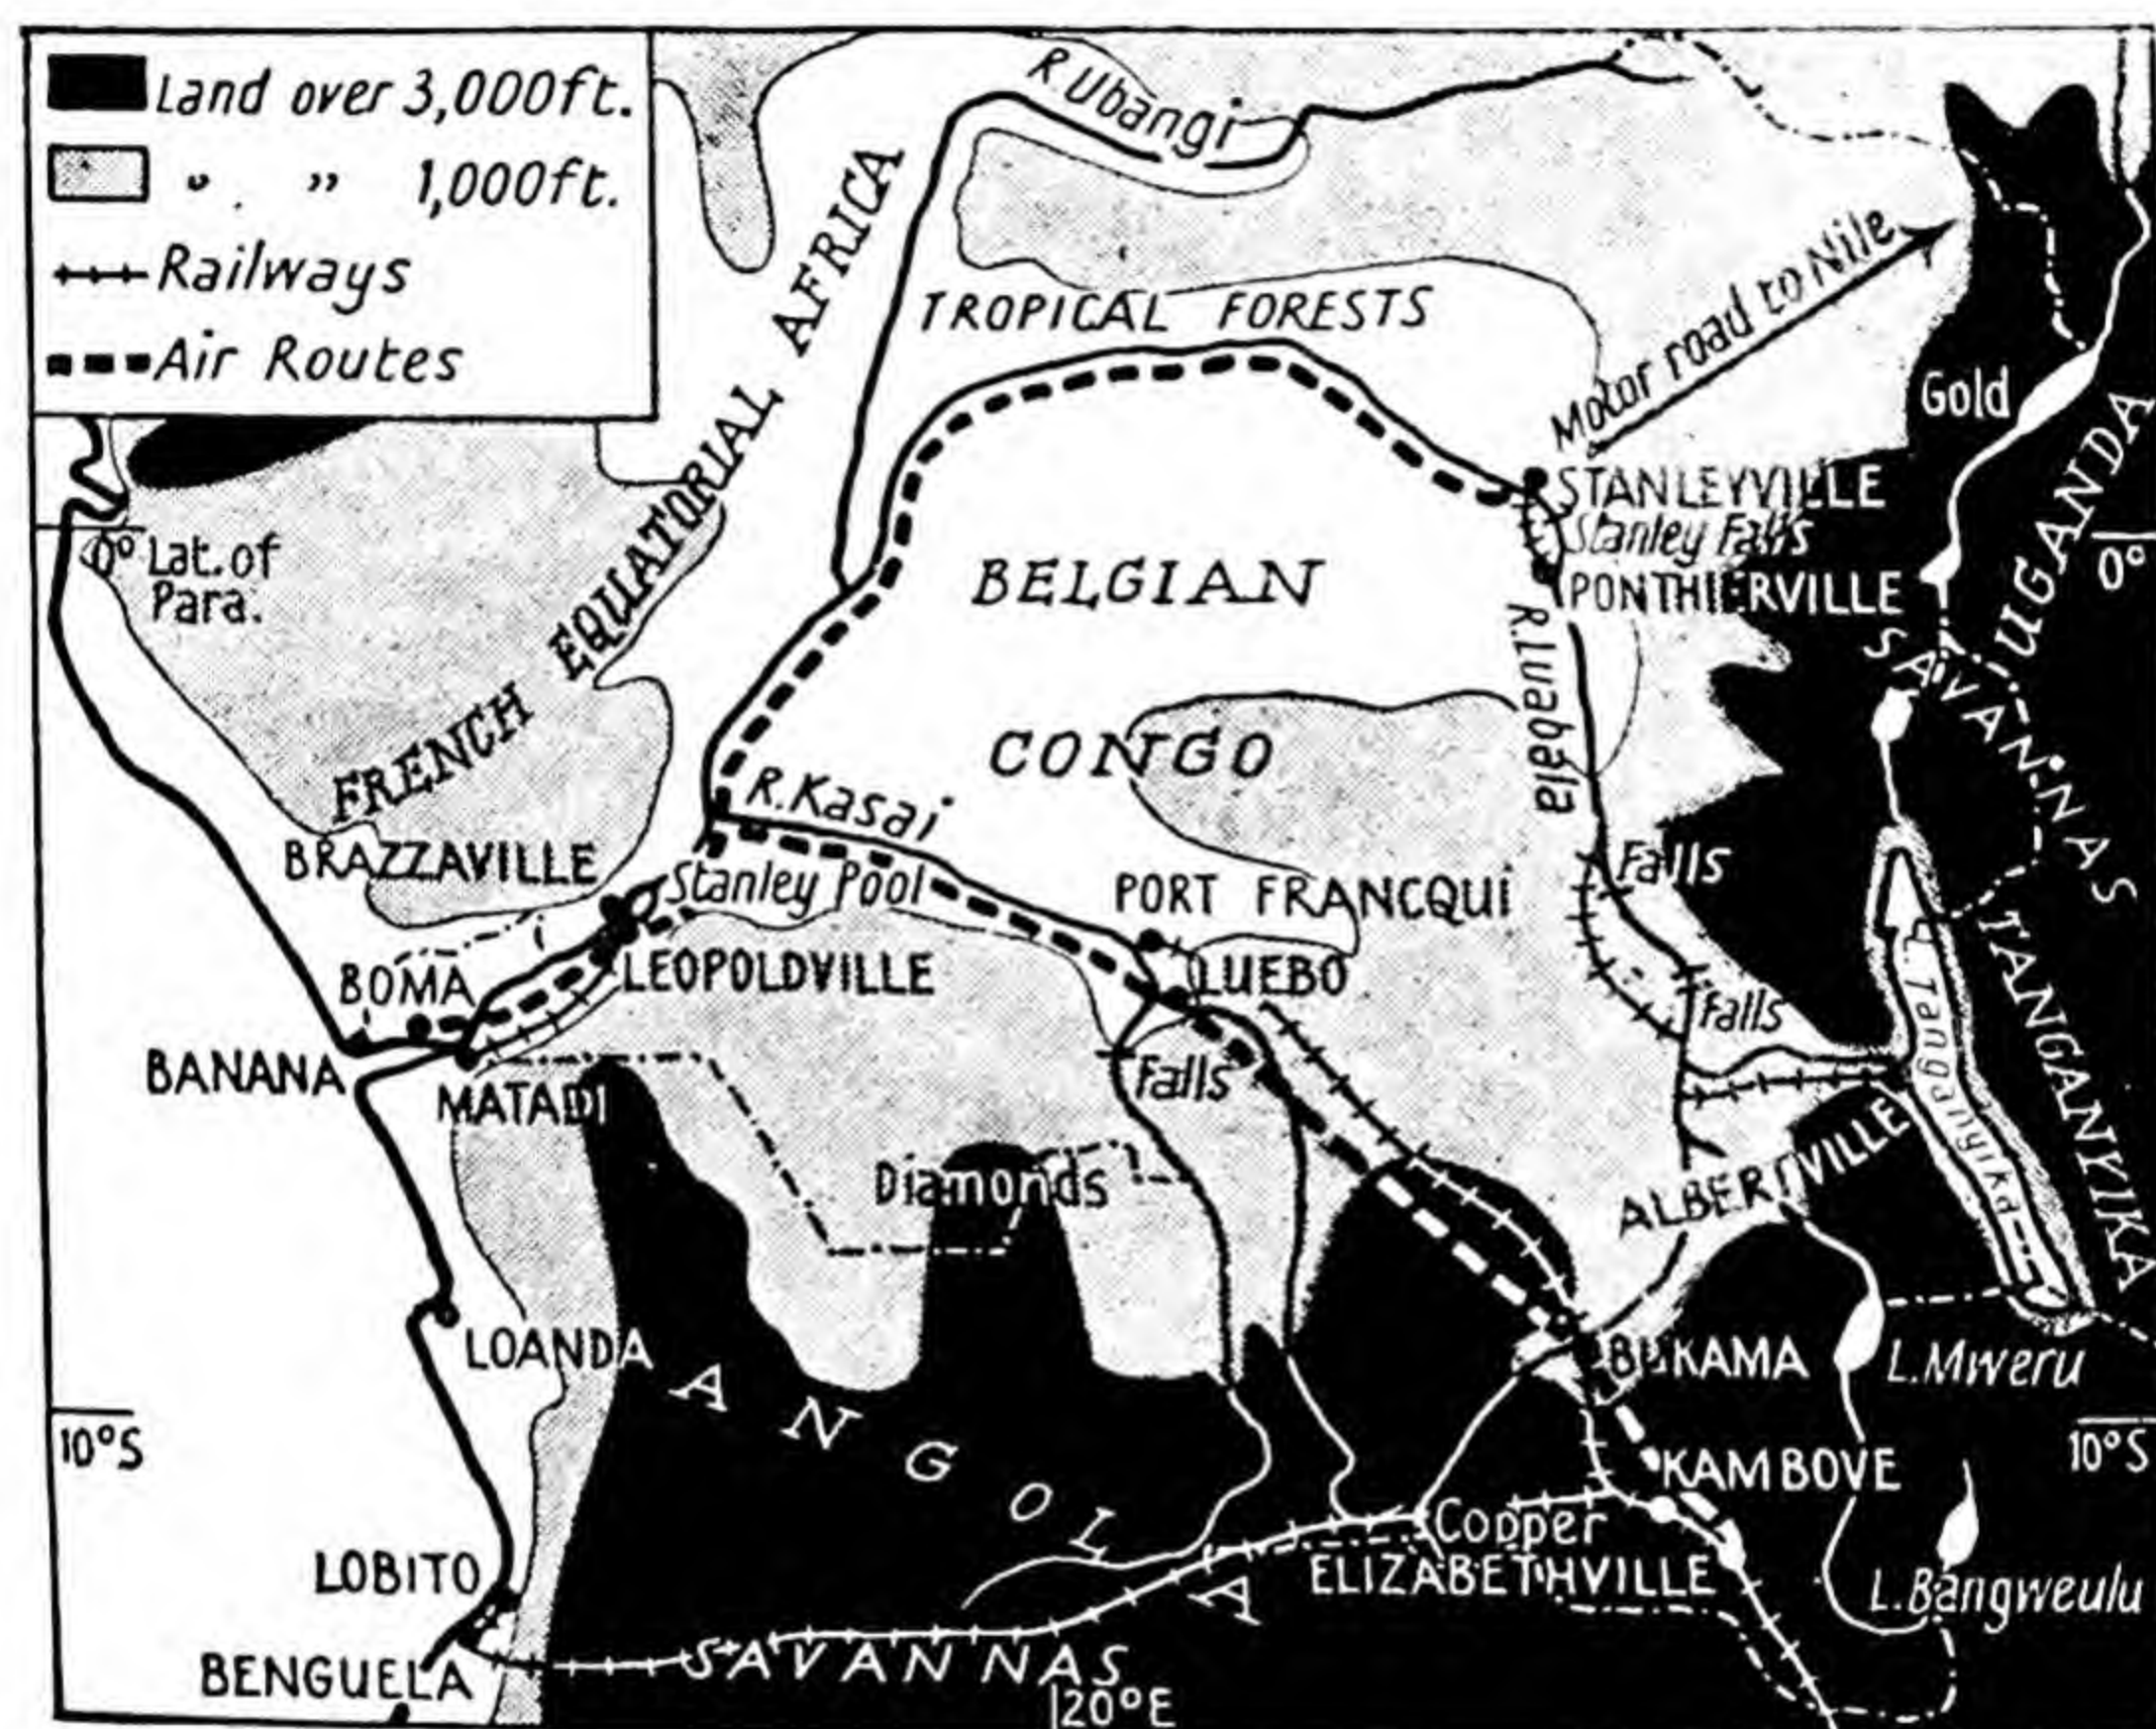 Land over 3,000ft.
" " 1,000ft.
Railways
Air Routes
R.Ubangi
FRENCH EQUATORIAL AFRICA
TROPICAL FORESTS
Motor road to Nile
Gold
UGANDA
STANLEYVILLE
Stanley Falls
PONTHIERVILLE
0° Lat. of
Para.
0°
BELGIAN
CONGO
R.Lualaba
SAVANNAS
R.Kasai
BRAZZAVILLE
Stanley Pool
PORT FRANCQUI
Falls
LEOPOLDVILLE
LUEBO
BOMA
Falls
L. Tanganyika
TANGANYIKA
BANANA
MATADI
Falls
Diamonds
ALBERTVILLE
LOANDA
ANGOLA
BUKAMA
L.Mweru
10°S
KAMBOVE
10°S
Copper
LOBITO
ELIZABETHVILLE
L.Bangweulu
BENGUELA
SAVANNAS
20°E